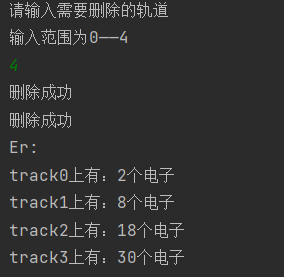 请输入需要删除的轨道
输入范围为0——4
4
删除成功
删除成功
Er:
track0上有：2个电子
track1上有：8个电子
track2上有：18个电子
track3上有：30个电子